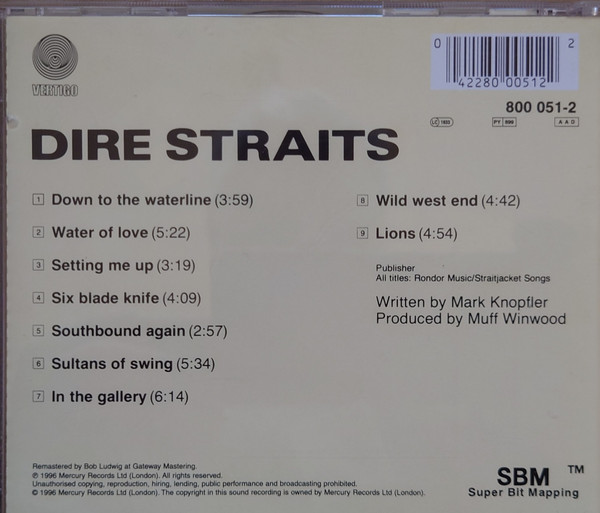 VERTIGO
0 42280 00512 2
800 051-2
LC 1633
PY 899
A A D
DIRE STRAITS
1 Down to the waterline (3:59)
2 Water of love (5:22)
3 Setting me up (3:19)
4 Six blade knife (4:09)
5 Southbound again (2:57)
6 Sultans of swing (5:34)
7 In the gallery (6:14)
8 Wild west end (4:42)
9 Lions (4:54)
Publisher
All titles: Rondor Music/Straitjacket Songs
Written by Mark Knopfler
Produced by Muff Winwood
Remastered by Bob Ludwig at Gateway Mastering.
℗ 1996 Mercury Records Ltd (London). All rights reserved.
Unauthorised copying, reproduction, hiring, lending, public performance and broadcasting prohibited.
© 1996 Mercury Records Ltd (London). The copyright in this sound recording is owned by Mercury Records Ltd (London).
SBM ™
Super Bit Mapping